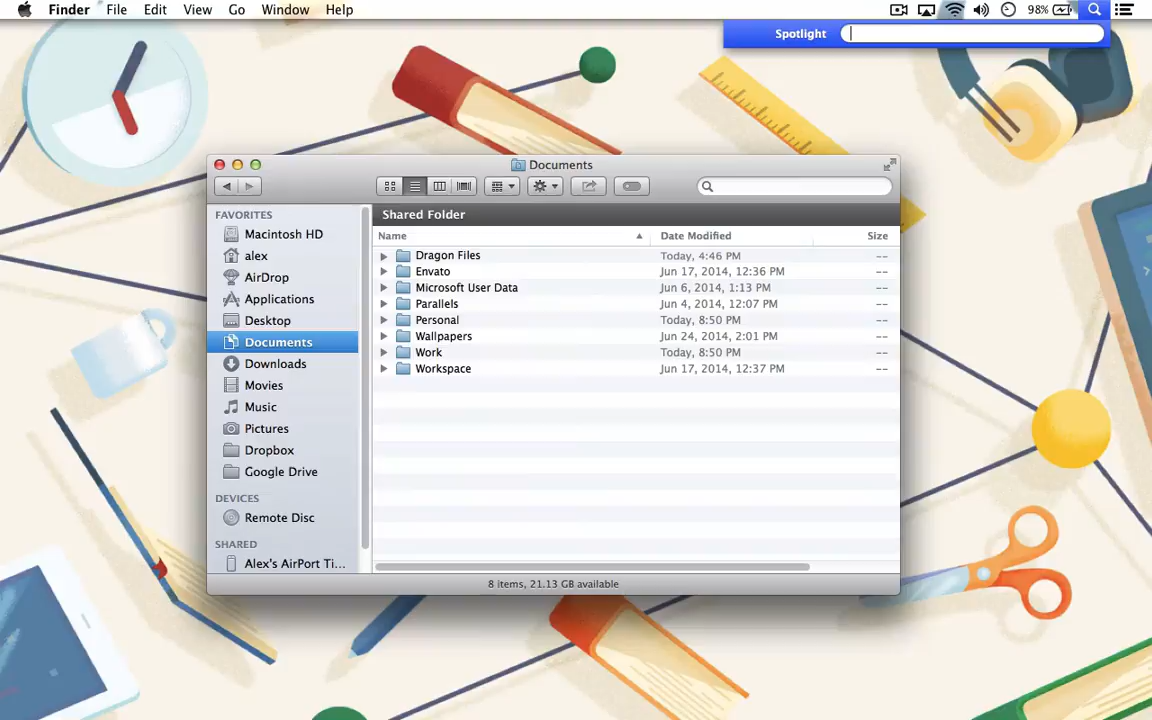 Finder File Edit View Go Window Help 98%
Spotlight
Documents
Shared Folder
Name Date Modified Size
Dragon Files Today, 4:46 PM --
Envato Jun 17, 2014, 12:36 PM --
Microsoft User Data Jun 6, 2014, 1:13 PM --
Parallels Jun 4, 2014, 12:07 PM --
Personal Today, 8:50 PM --
Wallpapers Jun 24, 2014, 2:01 PM --
Work Today, 8:50 PM --
Workspace Jun 17, 2014, 12:37 PM --
FAVORITES
Macintosh HD
alex
AirDrop
Applications
Desktop
Documents
Downloads
Movies
Music
Pictures
Dropbox
Google Drive
DEVICES
Remote Disc
SHARED
Alex's AirPort Ti...
8 items, 21.13 GB available